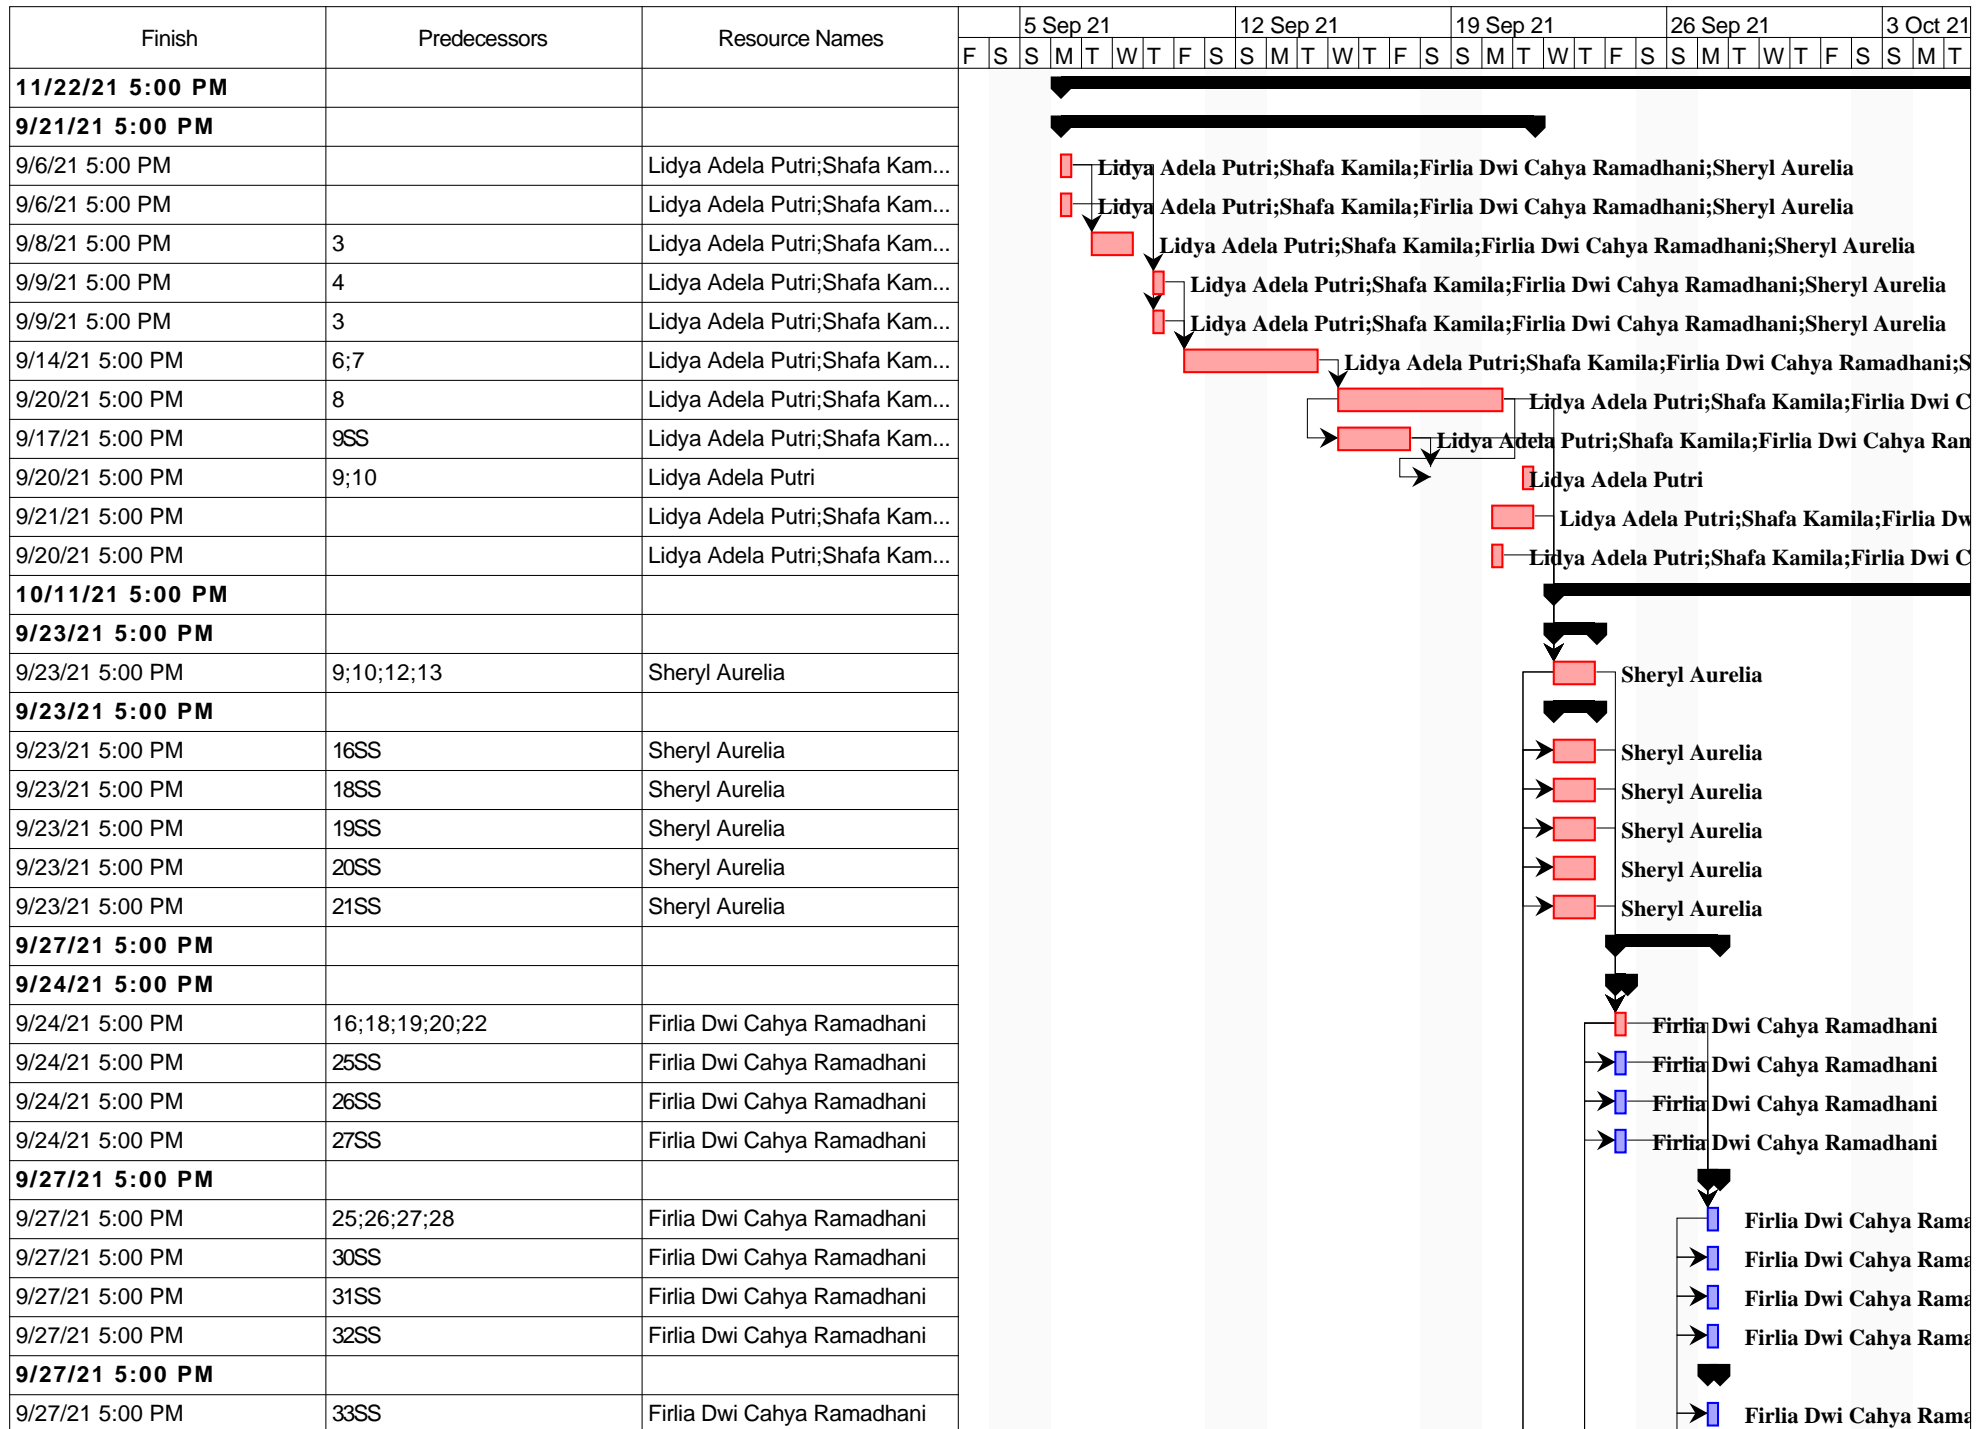 Finish Predecessors Resource Names 5 Sep 21 12 Sep 21 19 Sep 21 26 Sep 21 3 Oct 21
F S S M T W T F S S M T W T F S S M T W T F S S M T W T F S S M T
11/22/21 5:00 PM
9/21/21 5:00 PM
9/6/21 5:00 PM Lidya Adela Putri;Shafa Kam... Lidya Adela Putri;Shafa Kamila;Firlia Dwi Cahya Ramadhani;Sheryl Aurelia
9/6/21 5:00 PM Lidya Adela Putri;Shafa Kam... Lidya Adela Putri;Shafa Kamila;Firlia Dwi Cahya Ramadhani;Sheryl Aurelia
9/8/21 5:00 PM 3 Lidya Adela Putri;Shafa Kam... Lidya Adela Putri;Shafa Kamila;Firlia Dwi Cahya Ramadhani;Sheryl Aurelia
9/9/21 5:00 PM 4 Lidya Adela Putri;Shafa Kam... Lidya Adela Putri;Shafa Kamila;Firlia Dwi Cahya Ramadhani;Sheryl Aurelia
9/9/21 5:00 PM 3 Lidya Adela Putri;Shafa Kam... Lidya Adela Putri;Shafa Kamila;Firlia Dwi Cahya Ramadhani;Sheryl Aurelia
9/14/21 5:00 PM 6;7 Lidya Adela Putri;Shafa Kam... Lidya Adela Putri;Shafa Kamila;Firlia Dwi Cahya Ramadhani;S
9/20/21 5:00 PM 8 Lidya Adela Putri;Shafa Kam... Lidya Adela Putri;Shafa Kamila;Firlia Dwi C
9/17/21 5:00 PM 9SS Lidya Adela Putri;Shafa Kam... Lidya Adela Putri;Shafa Kamila;Firlia Dwi Cahya Ram
9/20/21 5:00 PM 9;10 Lidya Adela Putri Lidya Adela Putri
9/21/21 5:00 PM Lidya Adela Putri;Shafa Kam... Lidya Adela Putri;Shafa Kamila;Firlia Dw
9/20/21 5:00 PM Lidya Adela Putri;Shafa Kam... Lidya Adela Putri;Shafa Kamila;Firlia Dwi C
10/11/21 5:00 PM
9/23/21 5:00 PM
9/23/21 5:00 PM 9;10;12;13 Sheryl Aurelia Sheryl Aurelia
9/23/21 5:00 PM
9/23/21 5:00 PM 16SS Sheryl Aurelia Sheryl Aurelia
9/23/21 5:00 PM 18SS Sheryl Aurelia Sheryl Aurelia
9/23/21 5:00 PM 19SS Sheryl Aurelia Sheryl Aurelia
9/23/21 5:00 PM 20SS Sheryl Aurelia Sheryl Aurelia
9/23/21 5:00 PM 21SS Sheryl Aurelia Sheryl Aurelia
9/27/21 5:00 PM
9/24/21 5:00 PM
9/24/21 5:00 PM 16;18;19;20;22 Firlia Dwi Cahya Ramadhani Firlia Dwi Cahya Ramadhani
9/24/21 5:00 PM 25SS Firlia Dwi Cahya Ramadhani Firlia Dwi Cahya Ramadhani
9/24/21 5:00 PM 26SS Firlia Dwi Cahya Ramadhani Firlia Dwi Cahya Ramadhani
9/24/21 5:00 PM 27SS Firlia Dwi Cahya Ramadhani Firlia Dwi Cahya Ramadhani
9/27/21 5:00 PM
9/27/21 5:00 PM 25;26;27;28 Firlia Dwi Cahya Ramadhani Firlia Dwi Cahya Rama
9/27/21 5:00 PM 30SS Firlia Dwi Cahya Ramadhani Firlia Dwi Cahya Rama
9/27/21 5:00 PM 31SS Firlia Dwi Cahya Ramadhani Firlia Dwi Cahya Rama
9/27/21 5:00 PM 32SS Firlia Dwi Cahya Ramadhani Firlia Dwi Cahya Rama
9/27/21 5:00 PM
9/27/21 5:00 PM 33SS Firlia Dwi Cahya Ramadhani Firlia Dwi Cahya Rama